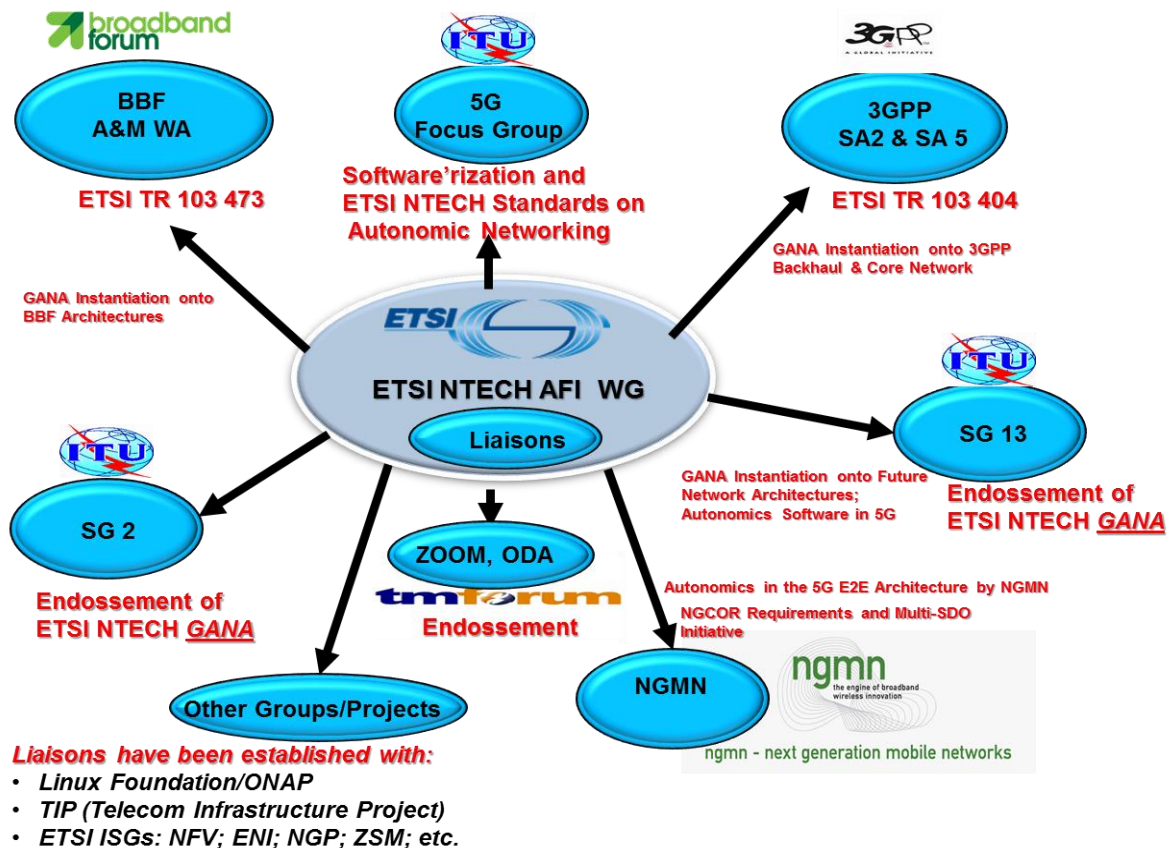 broadband
forum
ITU
3GPP
A GLOBAL INITIATIVE
BBF
A&M WA
5G
Focus Group
3GPP
SA2 & SA 5
ETSI TR 103 473
Software'rization and
ETSI NTECH Standards on
Autonomic Networking
ETSI TR 103 404
GANA Instantiation onto 3GPP
Backhaul & Core Network
GANA Instantiation onto
BBF Architectures
ETSI
ETSI NTECH AFI WG
Liaisons
ITU
SG 13
ITU
SG 2
GANA Instantiation onto Future
Network Architectures;
Autonomics Software in 5G
Endossement of
ETSI NTECH GANA
ZOOM, ODA
tmforum
Endossement
Endossement of
ETSI NTECH GANA
Autonomics in the 5G E2E Architecture by NGMN
NGCOR Requirements and Multi-SDO
Initiative
NGMN
ngmn
the engine of broadband
wireless innovation
ngmn - next generation mobile networks
Other Groups/Projects
Liaisons have been established with:
• Linux Foundation/ONAP
• TIP (Telecom Infrastructure Project)
• ETSI ISGs: NFV; ENI; NGP; ZSM; etc.